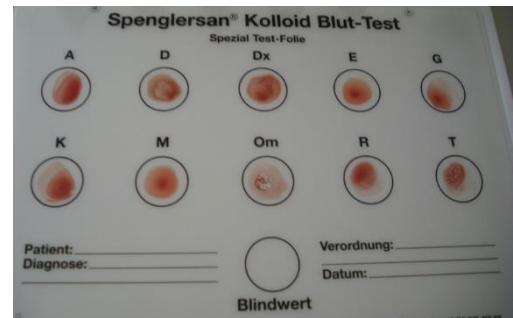 Spenglersan® Kolloid Blut-Test
Spezial Test-Folie
A D Dx E G
K M Om R T
Patient:
Diagnose:
Verordnung:
Datum:
Blindwert